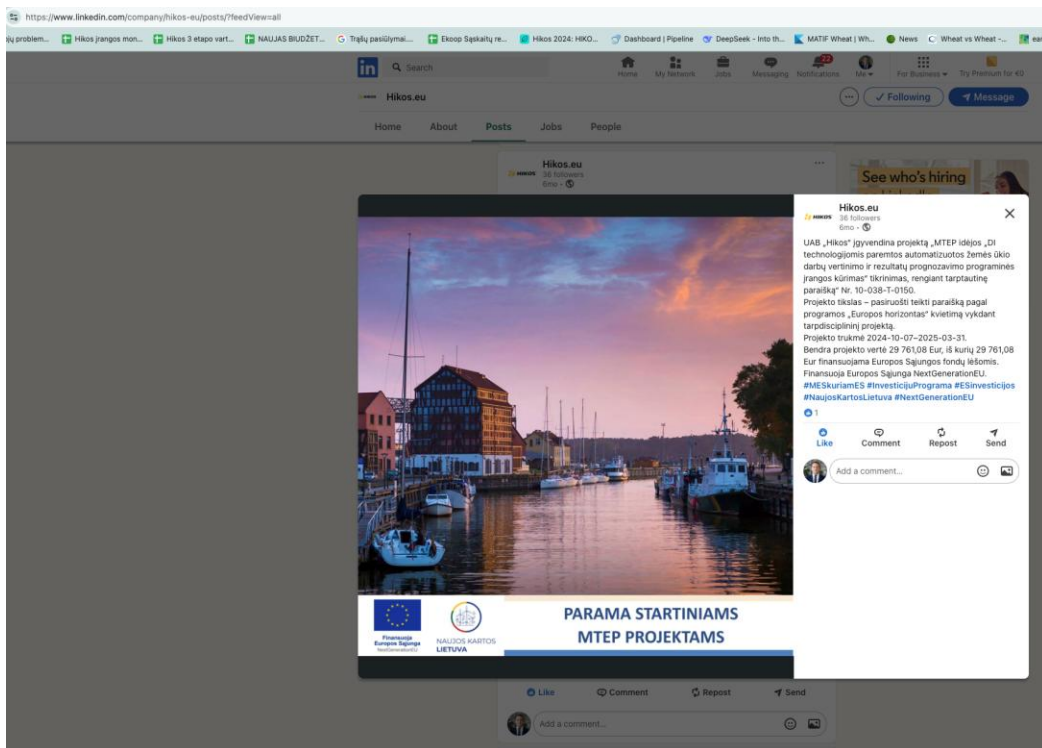 https://www.linkedin.com/company/hikos-eu/posts/?feedView=all
problem...
Hikos įrangos mon...
Hikos 3 etapo vart...
NAUJAS BIUDŽET...
Trąšų pasiūlymai...
Ekoop Sąskaitų re...
Hikos 2024: HIKO...
Dashboard | Pipeline
DeepSeek - Into th...
MATIF Wheat | Wh...
News
Wheat vs Wheat -...
in
Search
Home
My Network
Jobs
Messaging
22
Notifications
Me
For Business
Try Premium for €0
Hikos.eu
Following
Message
Home
About
Posts
Jobs
People
Hikos.eu
HIKOS
36 followers
6mo •
See who's hiring
HIKOS
Hikos.eu
36 followers
6mo •
UAB „Hikos“ įgyvendina projektą „MTEP idėjos „DI
technologijomis paremtos automatizuotos žemės ūkio
darbų vertinimo ir rezultatų prognozavimo programinės
įrangos kūrimas“ tikrinimas, rengiant tarptautinę
paraišką“ Nr. 10-038-T-0150.
Projekto tikslas – pasiruošti teikti paraišką pagal
programos „Europos horizontas“ kvietimą vykdant
tarpdisciplininį projektą.
Projekto trukmė 2024-10-07–2025-03-31.
Bendra projekto vertė 29 761,08 Eur, iš kurių 29 761,08
Eur finansuojama Europos Sąjungos fondų lėšomis.
Finansuoja Europos Sąjunga NextGenerationEU.
#MESkuriamES #InvesticijuPrograma #ESinvesticijos
#NaujosKartosLietuva #NextGenerationEU
1
Like
Comment
Repost
Send
Add a comment...
Finansuoja
Europos Sąjunga
NextGenerationEU
NAUJOS KARTOS
LIETUVA
PARAMA STARTINIAMS
MTEP PROJEKTAMS
Like
Comment
Repost
Send
Add a comment...